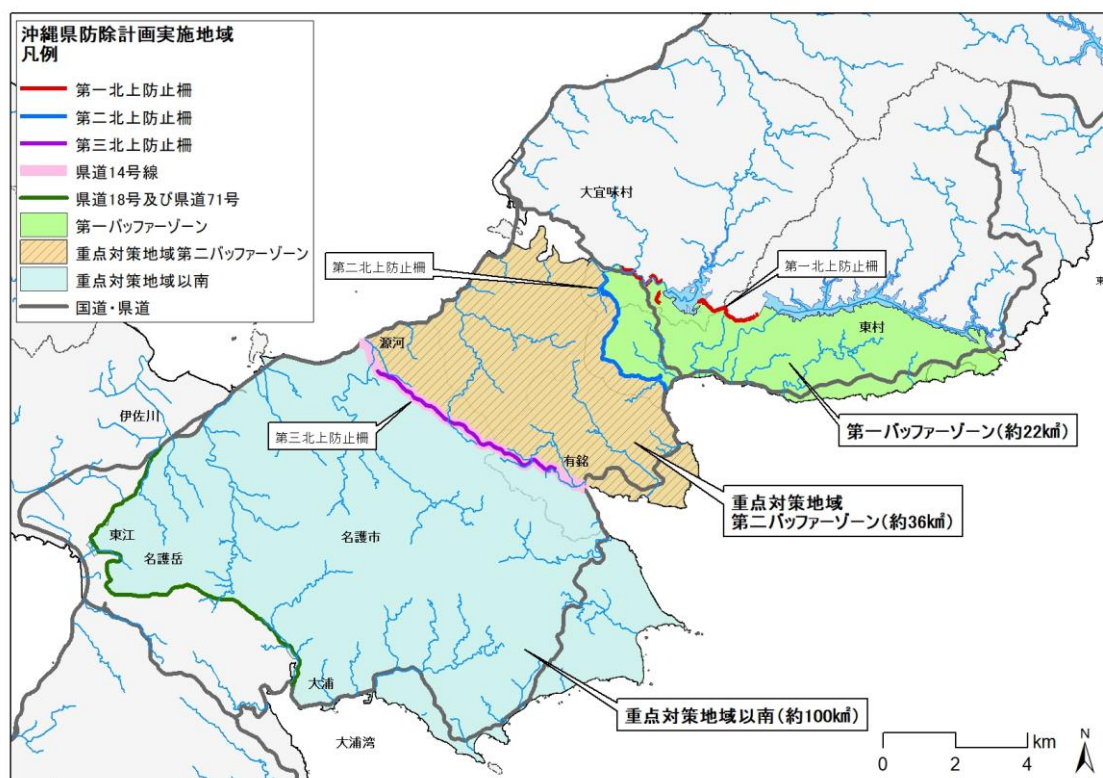 沖縄県防除計画実施地域
凡例
第一北上防止柵
第二北上防止柵
第三北上防止柵
県道14号線
県道18号及び県道71号
第一バッファーゾーン
重点対策地域第二バッファーゾーン
重点対策地域以南
国道・県道
大宜味村
第二北上防止柵
第一北上防止柵
東
東村
源河
伊佐川
第三北上防止柵
第一バッファーゾーン(約22k㎡)
有銘
重点対策地域
第二バッファーゾーン(約36k㎡)
東江
名護市
名護岳
大浦
重点対策地域以南(約100k㎡)
大浦湾
km
0 2 4
N